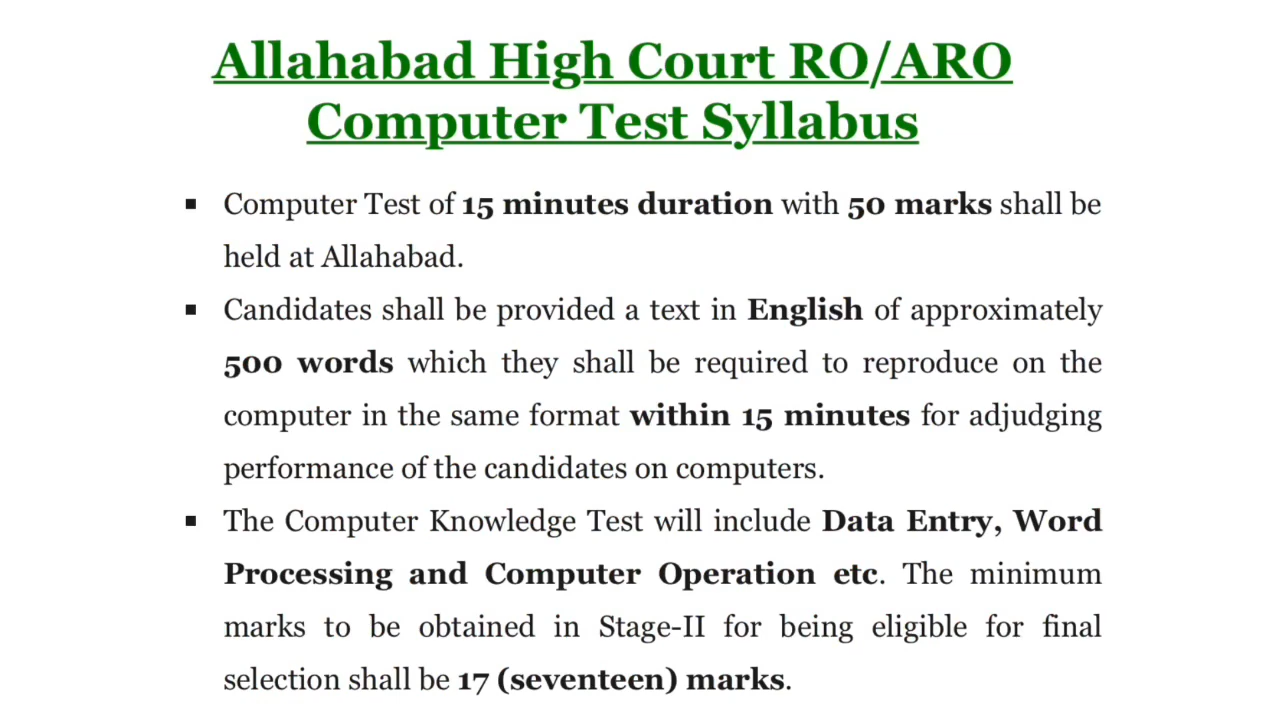 Allahabad High Court RO/ARO
Computer Test Syllabus
▪ Computer Test of 15 minutes duration with 50 marks shall be
held at Allahabad.
▪ Candidates shall be provided a text in English of approximately
500 words which they shall be required to reproduce on the
computer in the same format within 15 minutes for adjudging
performance of the candidates on computers.
▪ The Computer Knowledge Test will include Data Entry, Word
Processing and Computer Operation etc. The minimum
marks to be obtained in Stage-II for being eligible for final
selection shall be 17 (seventeen) marks.